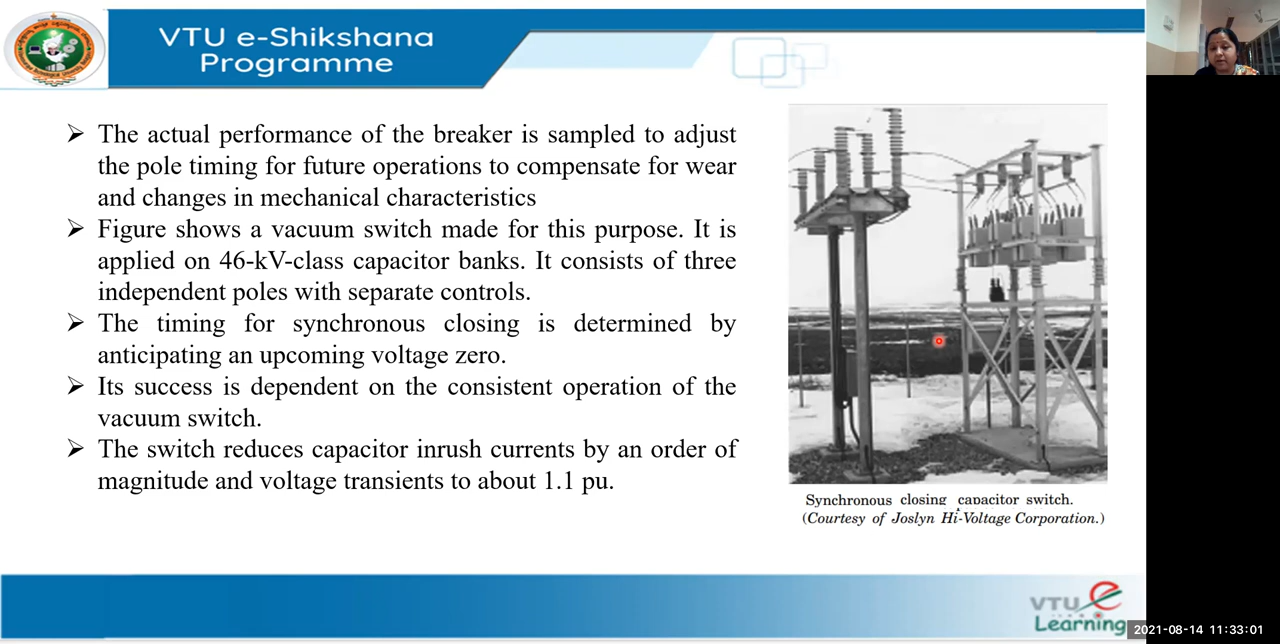 VTU e-Shikshana
Programme
➢ The actual performance of the breaker is sampled to adjust
the pole timing for future operations to compensate for wear
and changes in mechanical characteristics
➢ Figure shows a vacuum switch made for this purpose. It is
applied on 46-kV-class capacitor banks. It consists of three
independent poles with separate controls.
➢ The timing for synchronous closing is determined by
anticipating an upcoming voltage zero.
➢ Its success is dependent on the consistent operation of the
vacuum switch.
➢ The switch reduces capacitor inrush currents by an order of
magnitude and voltage transients to about 1.1 pu.
Synchronous closing capacitor switch.
(Courtesy of Joslyn Hi-Voltage Corporation.)
VTU e
Learning
2021-08-14 11:33:01